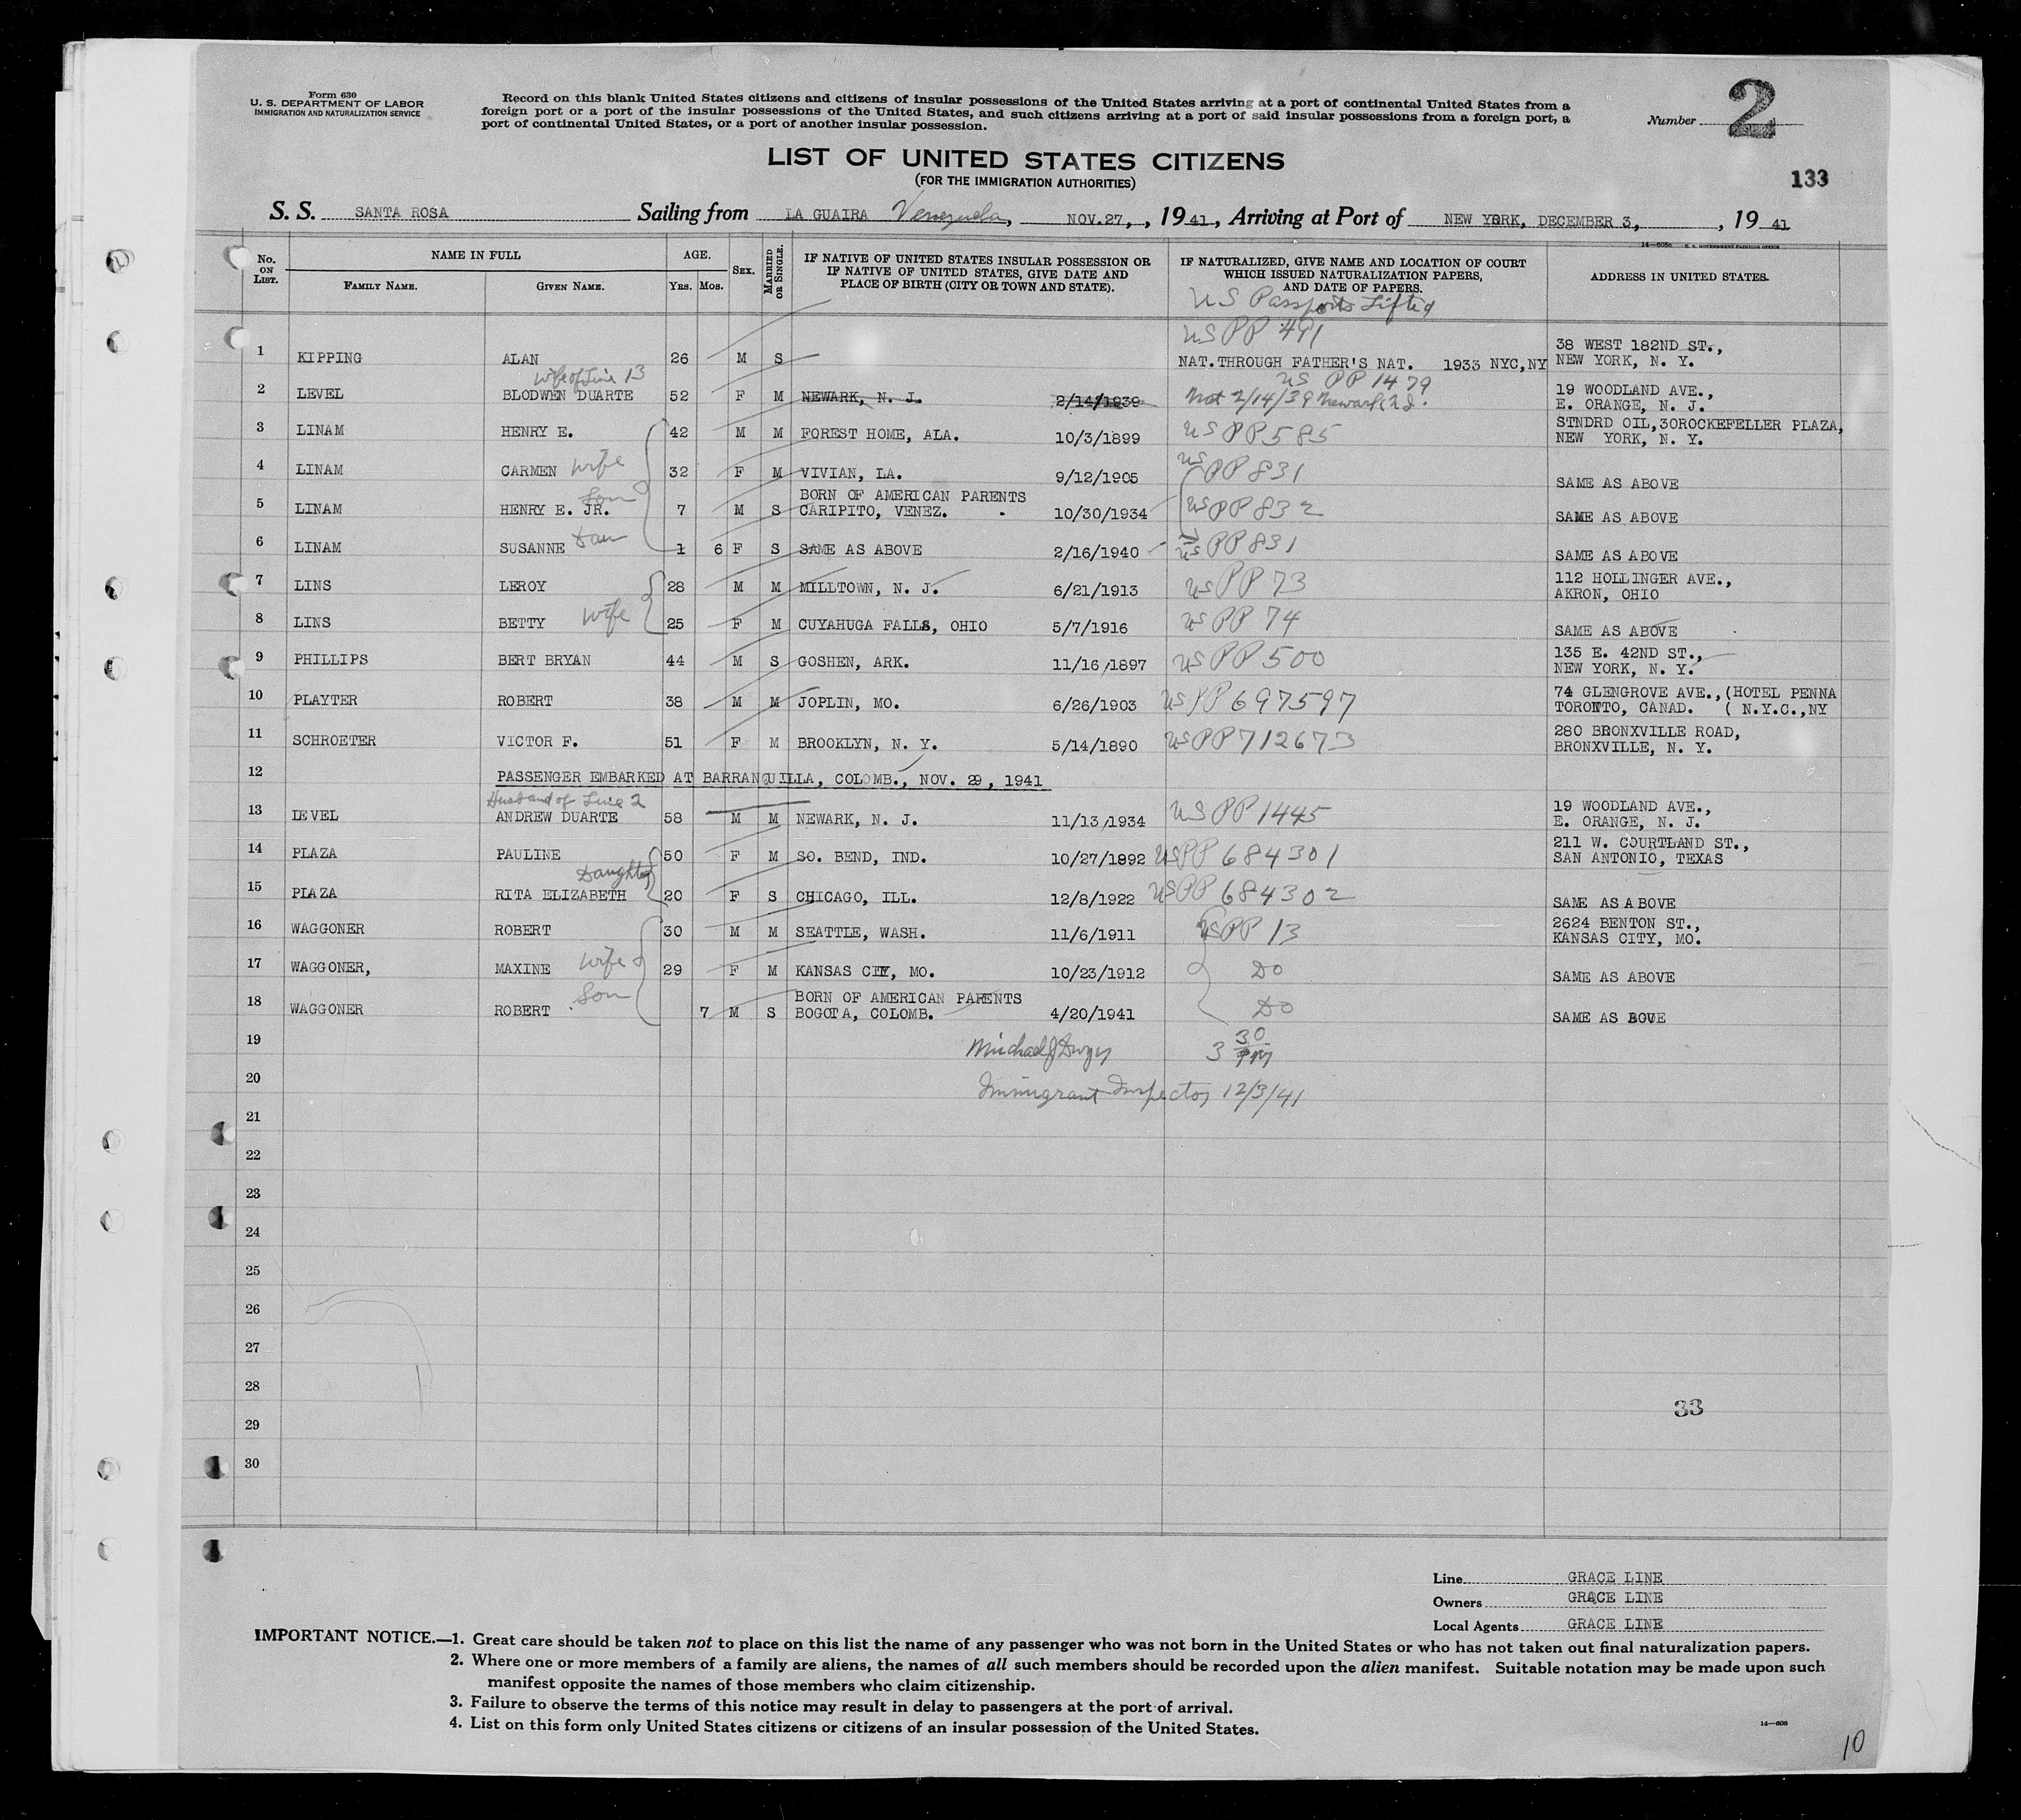 Form 630
U. S. DEPARTMENT OF LABOR
IMMIGRATION AND NATURALIZATION SERVICE
Record on this blank United States citizens and citizens of insular possessions of the United States arriving at a port of continental United States from a
foreign port or a port of the insular possessions of the United States, and such citizens arriving at a port of said insular possessions from a foreign port, a
port of continental United States, or a port of another insular possession.
Number 2
LIST OF UNITED STATES CITIZENS
(FOR THE IMMIGRATION AUTHORITIES)
133
S. S. SANTA ROSA Sailing from LA GUAIRA Venezuela, NOV.27, , 19 41, Arriving at Port of NEW YORK, DECEMBER 3, , 19 41
14—608a U. S. GOVERNMENT PRINTING OFFICE
No. ON LIST. NAME IN FULL AGE. SEX. MARRIED OR SINGLE. IF NATIVE OF UNITED STATES INSULAR POSSESSION OR IF NATIVE OF UNITED STATES, GIVE DATE AND PLACE OF BIRTH (CITY OR TOWN AND STATE). IF NATURALIZED, GIVE NAME AND LOCATION OF COURT WHICH ISSUED NATURALIZATION PAPERS, AND DATE OF PAPERS. ADDRESS IN UNITED STATES.
FAMILY NAME. GIVEN NAME. YRS. MOS.
US Passports Lifted
US PP 491
1 KIPPING ALAN 26 M S NAT.THROUGH FATHER'S NAT. 1933 NYC,NY 38 WEST 182ND ST., NEW YORK, N. Y.
wife of Line 13 US PP 1479
2 LEVEL BLODWEN DUARTE 52 F M NEWARK, N. J. 2/14/1939 Nat 2/14/39 Newark N J. 19 WOODLAND AVE., E. ORANGE, N. J.
3 LINAM HENRY E. 42 M M FOREST HOME, ALA. 10/3/1899 US PP 585 STNDRD OIL,30ROCKEFELLER PLAZA, NEW YORK, N. Y.
4 LINAM CARMEN wife 32 F M VIVIAN, LA. 9/12/1905 US PP 831 SAME AS ABOVE
5 LINAM HENRY E. JR. Son 7 M S BORN OF AMERICAN PARENTS CARIPITO, VENEZ. 10/30/1934 US PP 832 SAME AS ABOVE
6 LINAM SUSANNE Dau 1 6 F S SAME AS ABOVE 2/16/1940 US PP 831 SAME AS ABOVE
7 LINS LEROY 28 M M MILLTOWN, N. J. 6/21/1913 US PP 73 112 HOLLINGER AVE., AKRON, OHIO
8 LINS BETTY wife 25 F M CUYAHUGA FALLS, OHIO 5/7/1916 US PP 74 SAME AS ABOVE
9 PHILLIPS BERT BRYAN 44 M S GOSHEN, ARK. 11/16/1897 US PP 500 135 E. 42ND ST., NEW YORK, N. Y.
10 PLAYTER ROBERT 38 M M JOPLIN, MO. 6/26/1903 US PP 697597 74 GLENGROVE AVE.,(HOTEL PENNA TORONTO, CANAD. ( N.Y.C.,NY
11 SCHROETER VICTOR F. 51 F M BROOKLYN, N. Y. 5/14/1890 US PP 712673 280 BRONXVILLE ROAD, BRONXVILLE, N. Y.
12 PASSENGER EMBARKED AT BARRANQUILLA, COLOMB., NOV. 29, 1941
Husband of Line 2
13 LEVEL ANDREW DUARTE 58 M M NEWARK, N. J. 11/13/1934 US PP 1445 19 WOODLAND AVE., E. ORANGE, N. J.
14 PLAZA PAULINE 50 F M SO. BEND, IND. 10/27/1892 US PP 684301 211 W. COURTLAND ST., SAN ANTONIO, TEXAS
Daughter
15 PLAZA RITA ELIZABETH 20 F S CHICAGO, ILL. 12/8/1922 US PP 684302 SAME AS ABOVE
16 WAGGONER ROBERT 30 M M SEATTLE, WASH. 11/6/1911 US PP 13 2624 BENTON ST., KANSAS CITY, MO.
17 WAGGONER, MAXINE wife 29 F M KANSAS CITY, MO. 10/23/1912 Do SAME AS ABOVE
18 WAGGONER ROBERT Son 7 M S BORN OF AMERICAN PARENTS BOGOTA, COLOMB. 4/20/1941 Do SAME AS BOVE
19 Michael J Dwyer 3 30 PM
20 Immigrant Inspector 12/3/41
21
22
23
24
25
26
27
28
33
29
30
Line GRACE LINE
Owners GRACE LINE
Local Agents GRACE LINE
IMPORTANT NOTICE.—1. Great care should be taken not to place on this list the name of any passenger who was not born in the United States or who has not taken out final naturalization papers.
2. Where one or more members of a family are aliens, the names of all such members should be recorded upon the alien manifest. Suitable notation may be made upon such
manifest opposite the names of those members who claim citizenship.
3. Failure to observe the terms of this notice may result in delay to passengers at the port of arrival.
4. List on this form only United States citizens or citizens of an insular possession of the United States.
14—608
10